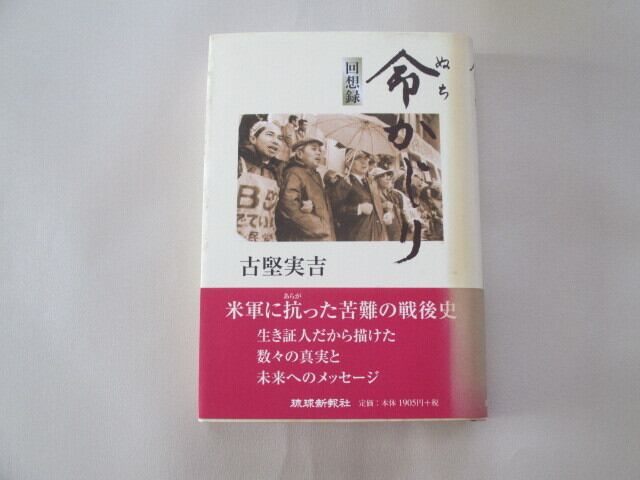 命かじり
ぬち
回想録
古堅実吉
米軍に抗った苦難の戦後史
あらが
生き証人だから描けた
数々の真実と
未来へのメッセージ
琉球新報社
定価：本体1905円＋税